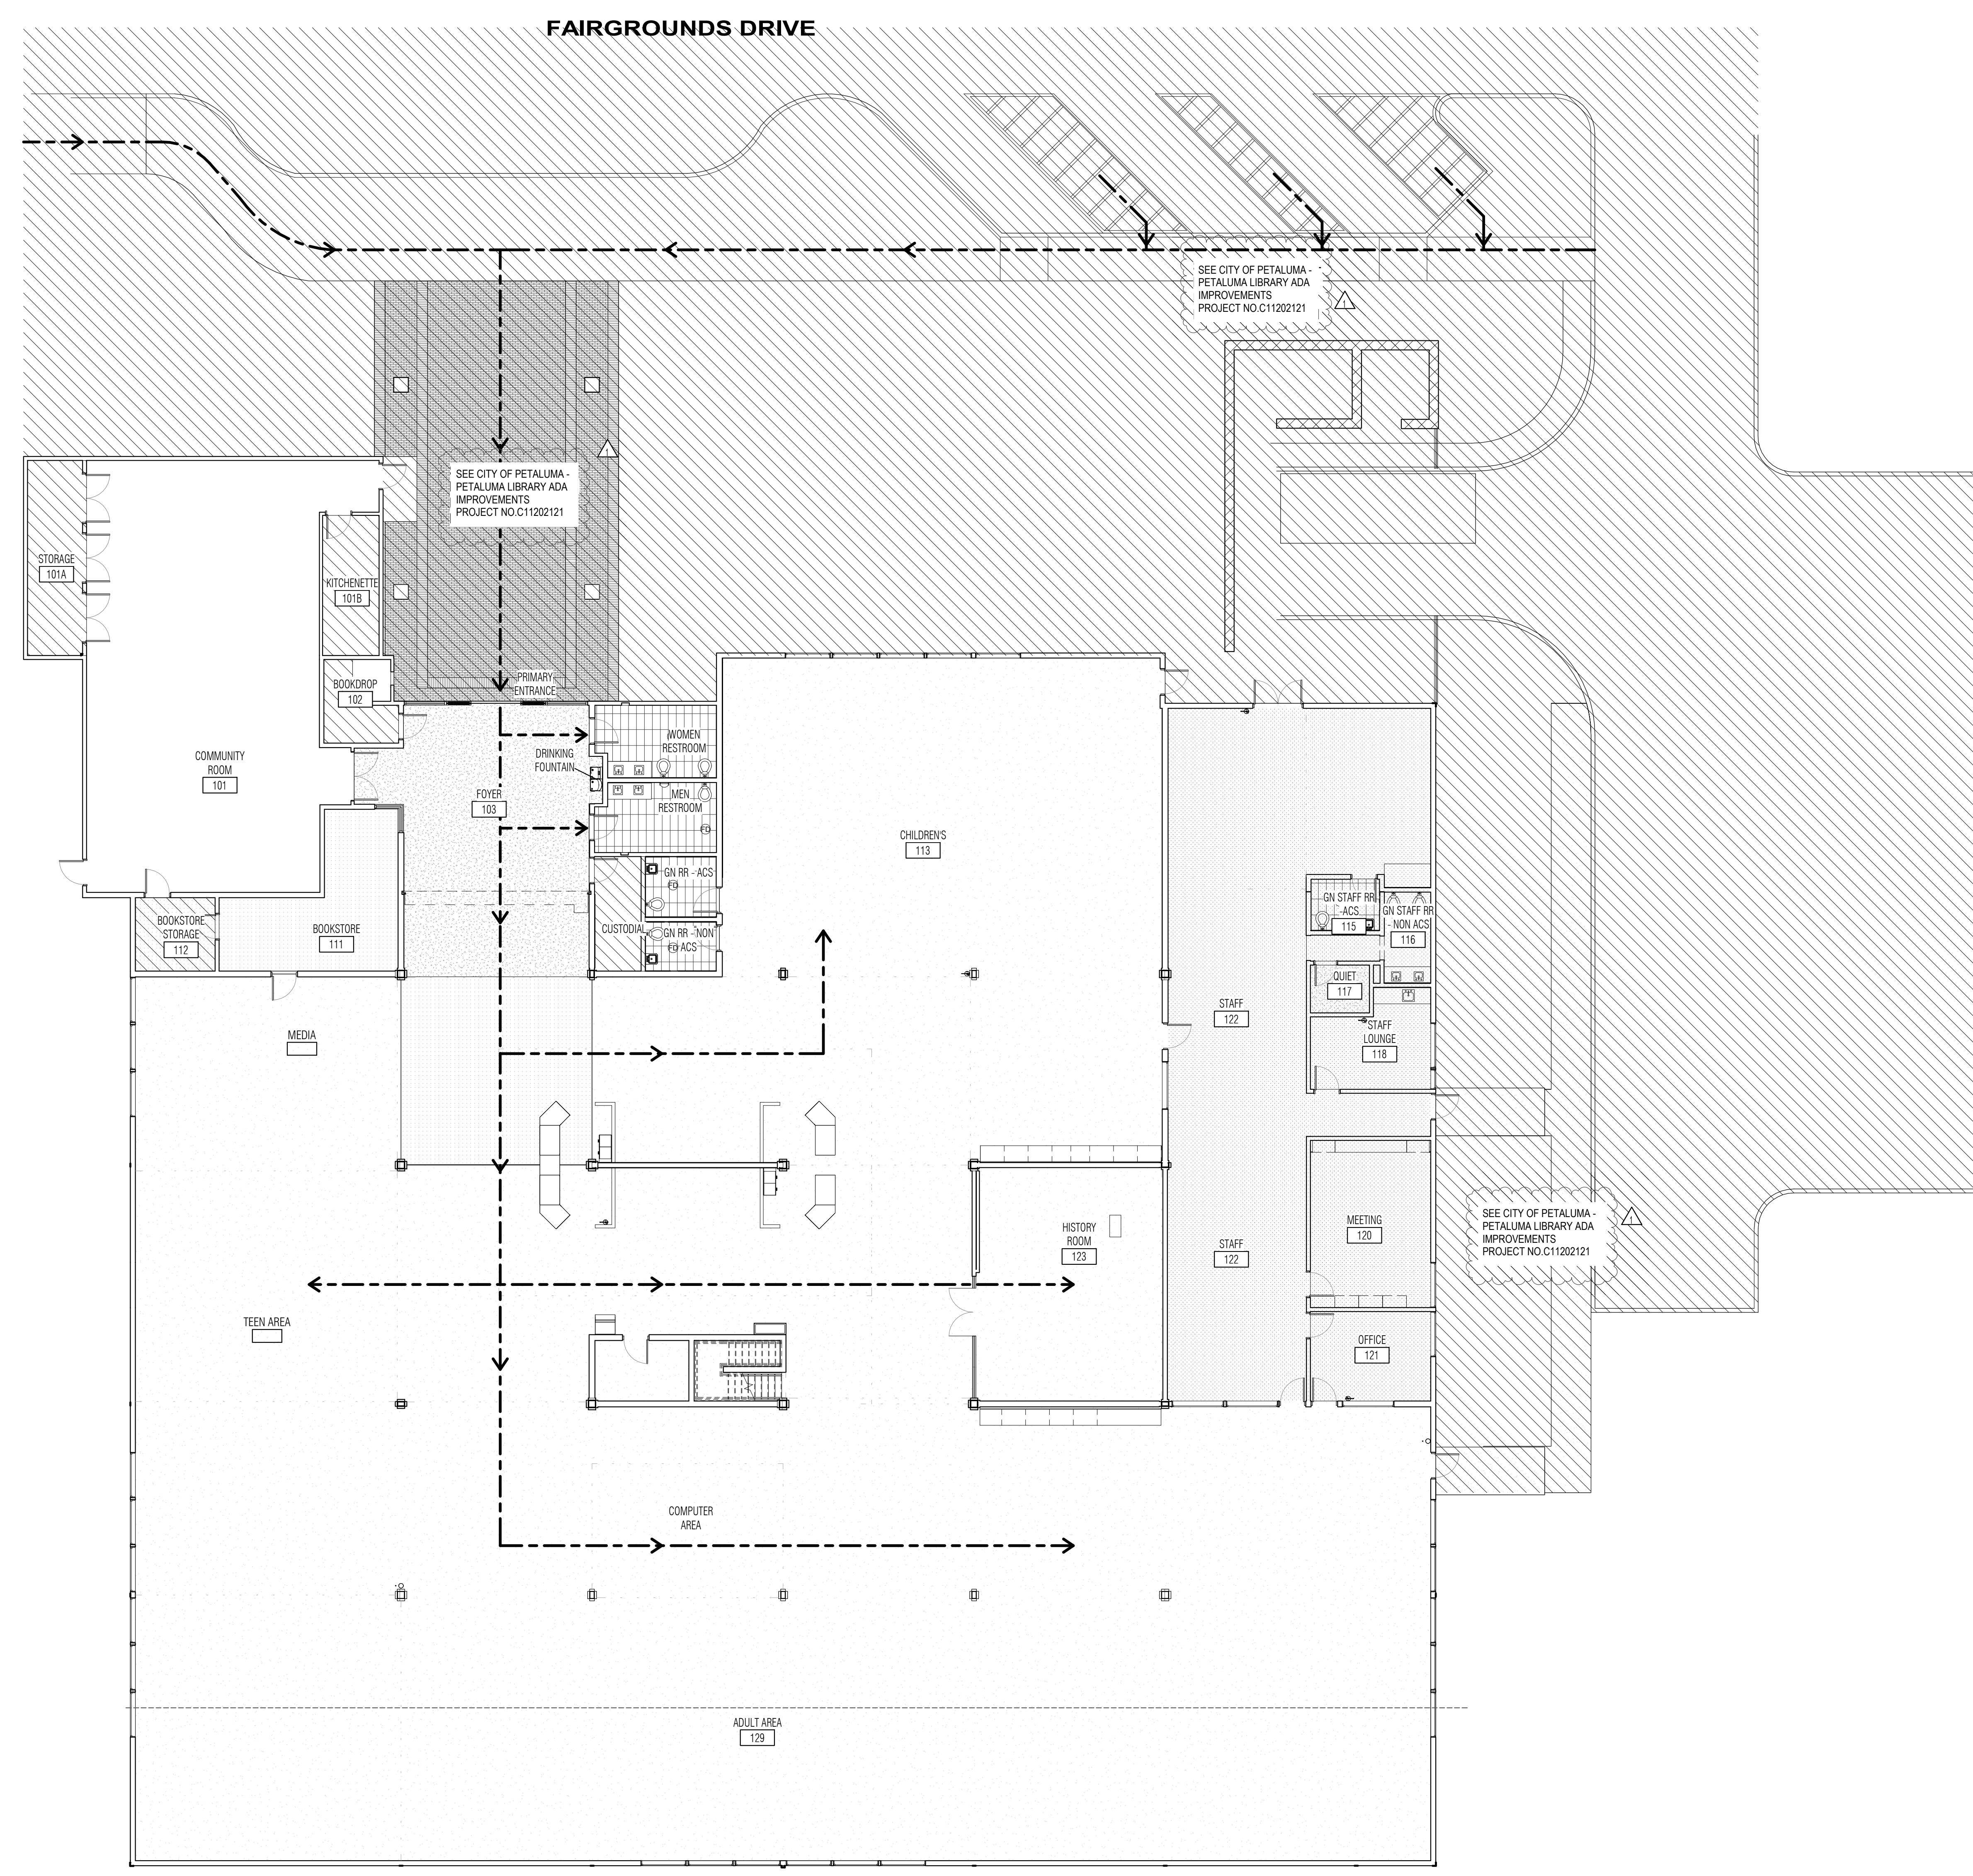 FAIRGROUNDS DRIVE
SEE CITY OF PETALUMA -
PETALUMA LIBRARY ADA
IMPROVEMENTS
PROJECT NO.C11202121
1
SEE CITY OF PETALUMA -
PETALUMA LIBRARY ADA
IMPROVEMENTS
PROJECT NO.C11202121
1
STORAGE
101A
KITCHENETTE
101B
BOOKDROP
102
PRIMARY
ENTRANCE
COMMUNITY
ROOM
101
FOYER
103
DRINKING
FOUNTAIN
WOMEN
RESTROOM
MEN
RESTROOM
CHILDREN'S
113
GN RR - ACS
CUSTODIAL
GN RR - NON
ACS
BOOKSTORE
STORAGE
112
BOOKSTORE
111
GN STAFF RR
-ACS
115
GN STAFF RR
- NON ACS
116
QUIET
117
STAFF
122
STAFF
LOUNGE
118
MEDIA
HISTORY
ROOM
123
STAFF
122
MEETING
120
SEE CITY OF PETALUMA -
PETALUMA LIBRARY ADA
IMPROVEMENTS
PROJECT NO.C11202121
1
TEEN AREA
OFFICE
121
COMPUTER
AREA
ADULT AREA
129